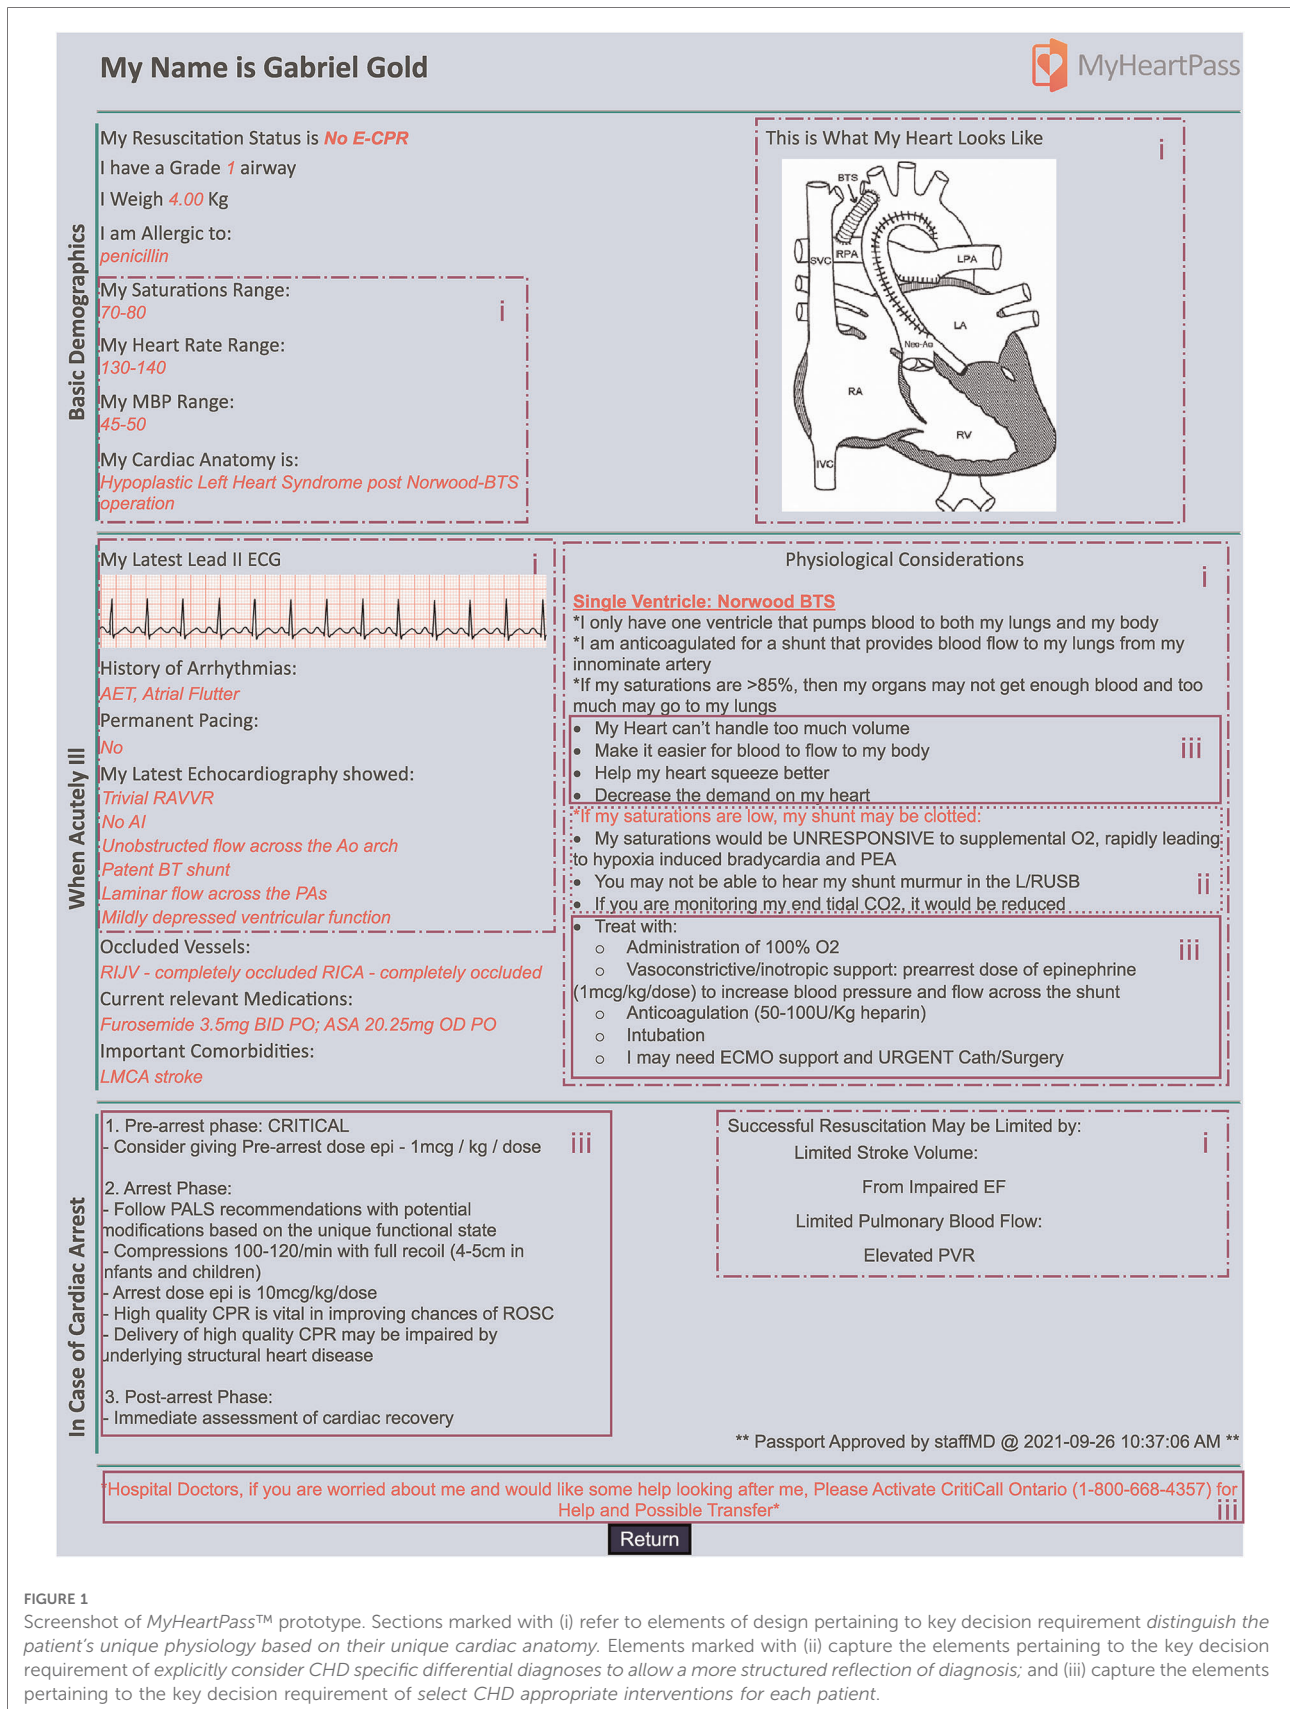 My Name is Gabriel Gold
MyHeartPass
Basic Demographics
My Resuscitation Status is No E-CPR
I have a Grade 1 airway
I Weigh 4.00 Kg
I am Allergic to:
penicillin
My Saturations Range:
i
70-80
My Heart Rate Range:
130-140
My MBP Range:
45-50
My Cardiac Anatomy is:
Hypoplastic Left Heart Syndrome post Norwood-BTS
operation
This is What My Heart Looks Like
i
BTS
SVC
RPA
LPA
LA
Neo-Ao
RA
RV
IVC
When Acutely Ill
My Latest Lead II ECG
i
History of Arrhythmias:
AET, Atrial Flutter
Permanent Pacing:
No
My Latest Echocardiography showed:
Trivial RAVVR
No AI
Unobstructed flow across the Ao arch
Patent BT shunt
Laminar flow across the PAs
Mildly depressed ventricular function
Occluded Vessels:
RIJV - completely occluded RICA - completely occluded
Current relevant Medications:
Furosemide 3.5mg BID PO; ASA 20.25mg OD PO
Important Comorbidities:
LMCA stroke
Physiological Considerations
i
Single Ventricle: Norwood BTS
*I only have one ventricle that pumps blood to both my lungs and my body
*I am anticoagulated for a shunt that provides blood flow to my lungs from my
innominate artery
*If my saturations are >85%, then my organs may not get enough blood and too
much may go to my lungs
• My Heart can't handle too much volume
• Make it easier for blood to flow to my body
iii
• Help my heart squeeze better
• Decrease the demand on my heart
*If my saturations are low, my shunt may be clotted:
• My saturations would be UNRESPONSIVE to supplemental O2, rapidly leading
to hypoxia induced bradycardia and PEA
• You may not be able to hear my shunt murmur in the L/RUSB
ii
• If you are monitoring my end tidal CO2, it would be reduced
• Treat with:
o Administration of 100% O2
iii
o Vasoconstrictive/inotropic support: prearrest dose of epinephrine
(1mcg/kg/dose) to increase blood pressure and flow across the shunt
o Anticoagulation (50-100U/Kg heparin)
o Intubation
o I may need ECMO support and URGENT Cath/Surgery
In Case of Cardiac Arrest
1. Pre-arrest phase: CRITICAL
- Consider giving Pre-arrest dose epi - 1mcg / kg / dose
iii
2. Arrest Phase:
- Follow PALS recommendations with potential
modifications based on the unique functional state
- Compressions 100-120/min with full recoil (4-5cm in
nfants and children)
- Arrest dose epi is 10mcg/kg/dose
- High quality CPR is vital in improving chances of ROSC
- Delivery of high quality CPR may be impaired by
underlying structural heart disease
3. Post-arrest Phase:
- Immediate assessment of cardiac recovery
Successful Resuscitation May be Limited by:
i
Limited Stroke Volume:
From Impaired EF
Limited Pulmonary Blood Flow:
Elevated PVR
** Passport Approved by staffMD @ 2021-09-26 10:37:06 AM **
*Hospital Doctors, if you are worried about me and would like some help looking after me, Please Activate CritiCall Ontario (1-800-668-4357) for
Help and Possible Transfer*
iii
Return
FIGURE 1
Screenshot of MyHeartPass™ prototype. Sections marked with (i) refer to elements of design pertaining to key decision requirement distinguish the
patient's unique physiology based on their unique cardiac anatomy. Elements marked with (ii) capture the elements pertaining to the key decision
requirement of explicitly consider CHD specific differential diagnoses to allow a more structured reflection of diagnosis; and (iii) capture the elements
pertaining to the key decision requirement of select CHD appropriate interventions for each patient.